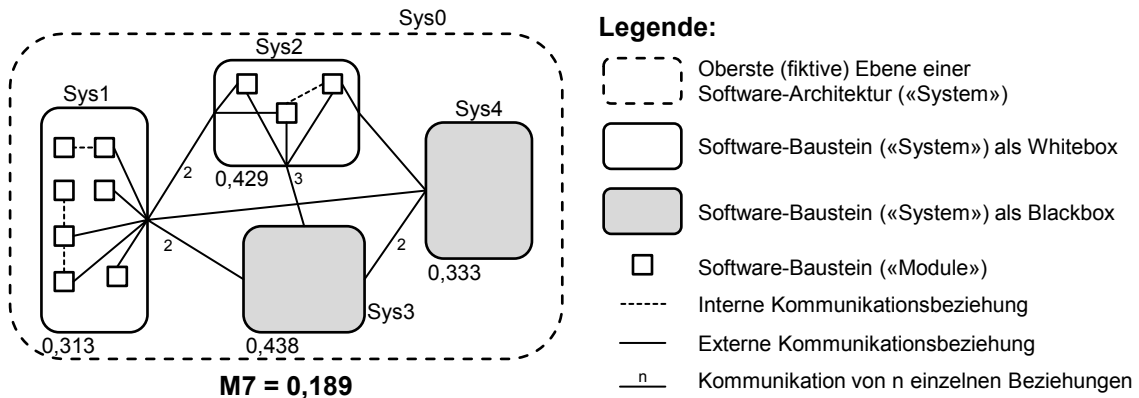 Sys0
Sys2
Sys1
Sys4
2
0,429
3
2
2
0,333
Sys3
0,313
0,438
M7 = 0,189
Legende:
Oberste (fiktive) Ebene einer
Software-Architektur («System»)
Software-Baustein («System») als Whitebox
Software-Baustein («System») als Blackbox
Software-Baustein («Module»)
Interne Kommunikationsbeziehung
Externe Kommunikationsbeziehung
n
Kommunikation von n einzelnen Beziehungen